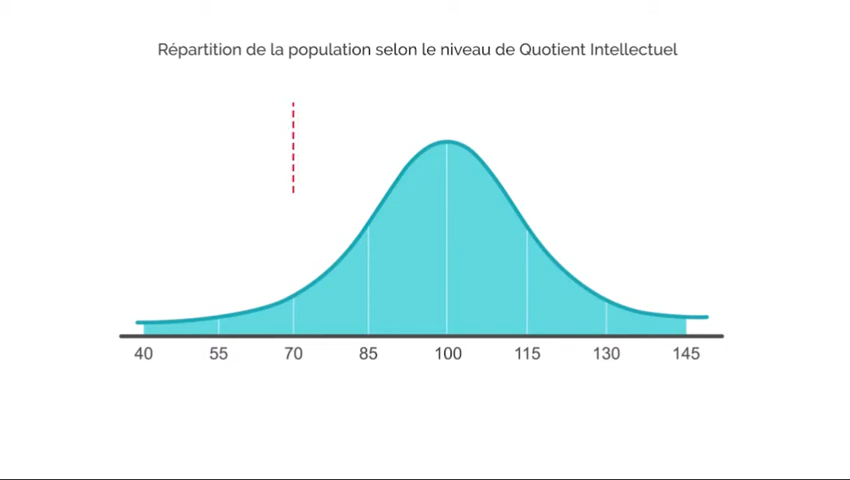 Répartition de la population selon le niveau de Quotient Intellectuel
40 55 70 85 100 115 130 145